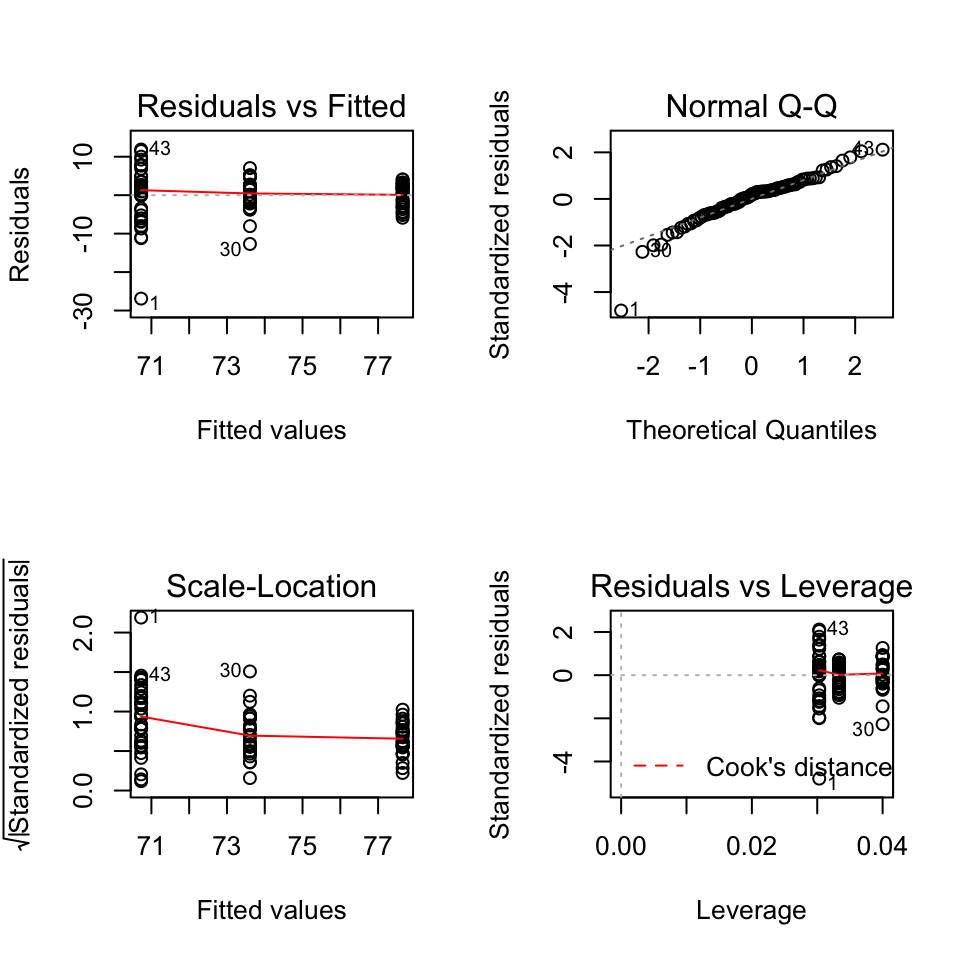 Residuals vs Fitted
Residuals
10
-10
-30
43
30
1
71 73 75 77
Fitted values
Normal Q-Q
Standardized residuals
2
0
-2
-4
43
30
1
-2 -1 0 1 2
Theoretical Quantiles
Scale-Location
√|Standardized residuals|
2.0
1.0
0.0
1
43
30
71 73 75 77
Fitted values
Residuals vs Leverage
Standardized residuals
2
0
-4
43
30
Cook's distance
1
0.00 0.02 0.04
Leverage